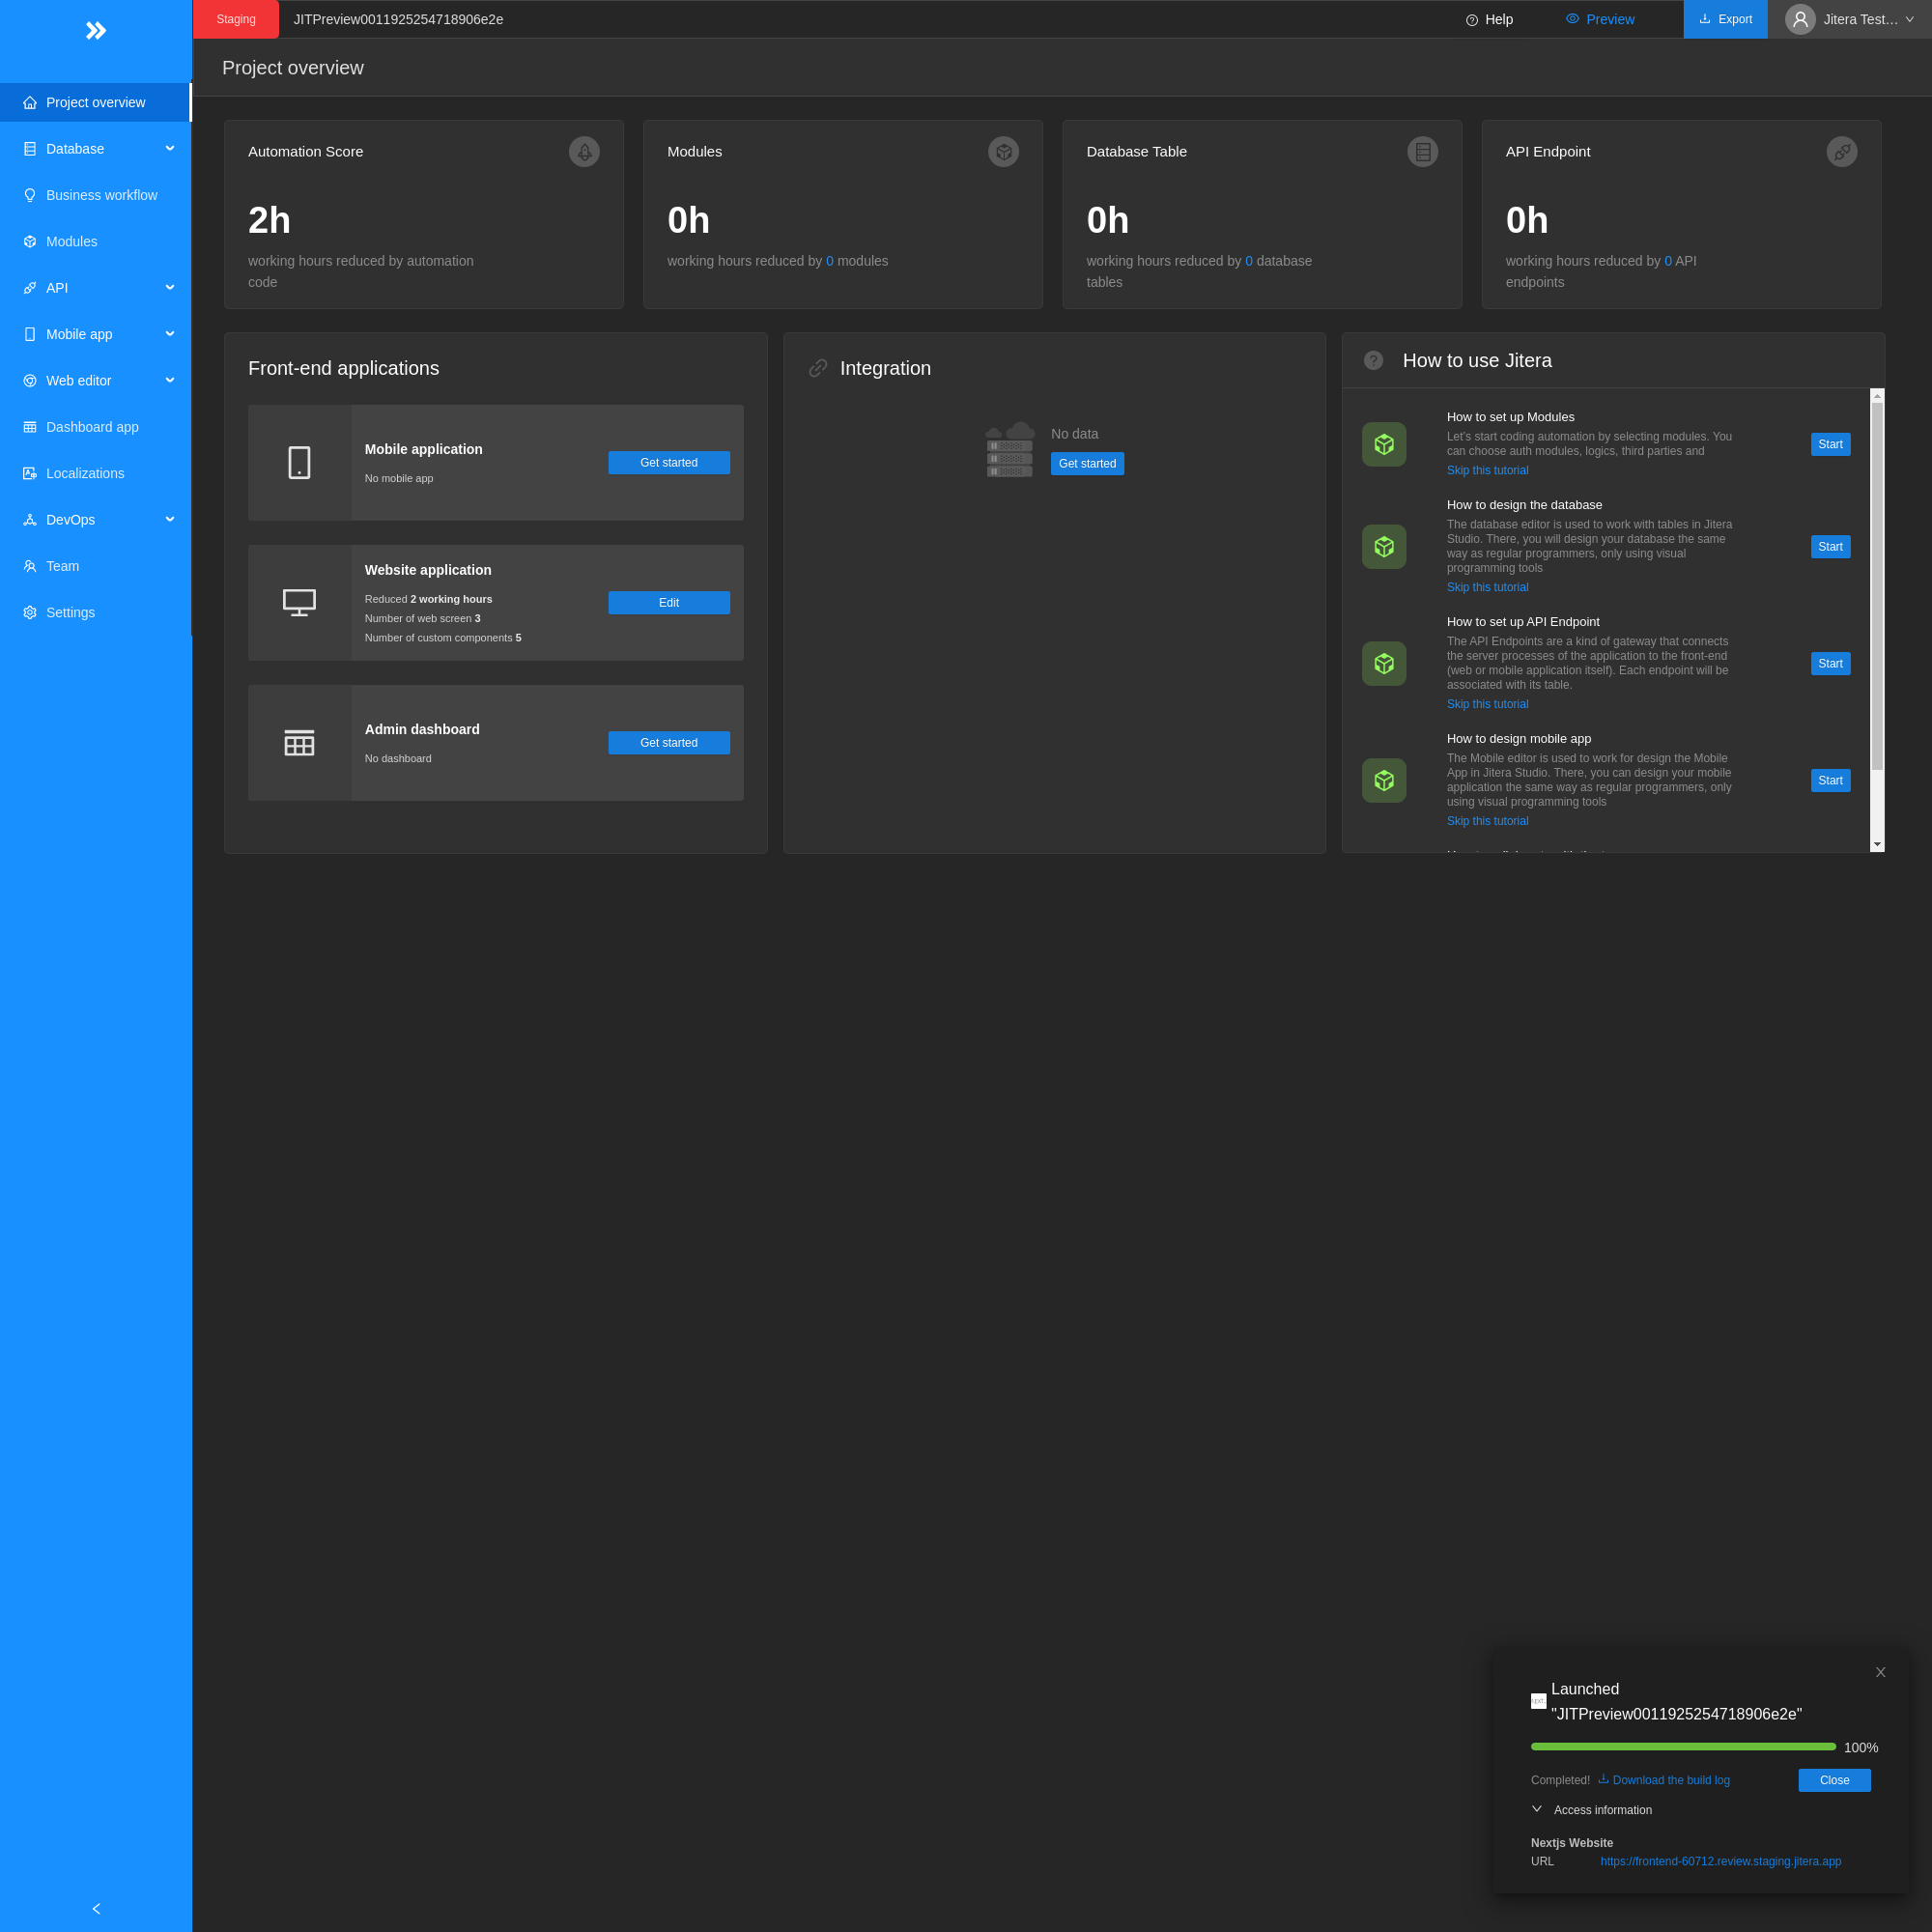 Staging
JITPreview0011925254718906e2e
Help
Preview
Export
Jitera Test…
Project overview
Project overview
Database
Business workflow
Modules
API
Mobile app
Web editor
Dashboard app
Localizations
DevOps
Team
Settings
Automation Score
2h
working hours reduced by automation
code
Modules
0h
working hours reduced by 0 modules
Database Table
0h
working hours reduced by 0 database
tables
API Endpoint
0h
working hours reduced by 0 API
endpoints
Front-end applications
Mobile application
No mobile app
Get started
Website application
Reduced 2 working hours
Number of web screen 3
Number of custom components 5
Edit
Admin dashboard
No dashboard
Get started
Integration
No data
Get started
How to use Jitera
How to set up Modules
Let's start coding automation by selecting modules. You
can choose auth modules, logics, third parties and
Skip this tutorial
Start
How to design the database
The database editor is used to work with tables in Jitera
Studio. There, you will design your database the same
way as regular programmers, only using visual
programming tools
Skip this tutorial
Start
How to set up API Endpoint
The API Endpoints are a kind of gateway that connects
the server processes of the application to the front-end
(web or mobile application itself). Each endpoint will be
associated with its table.
Skip this tutorial
Start
How to design mobile app
The Mobile editor is used to work for design the Mobile
App in Jitera Studio. There, you can design your mobile
application the same way as regular programmers, only
using visual programming tools
Skip this tutorial
Start
Launched
"JITPreview0011925254718906e2e"
100%
Completed!
Download the build log
Close
Access information
Nextjs Website
URL
https://frontend-60712.review.staging.jitera.app